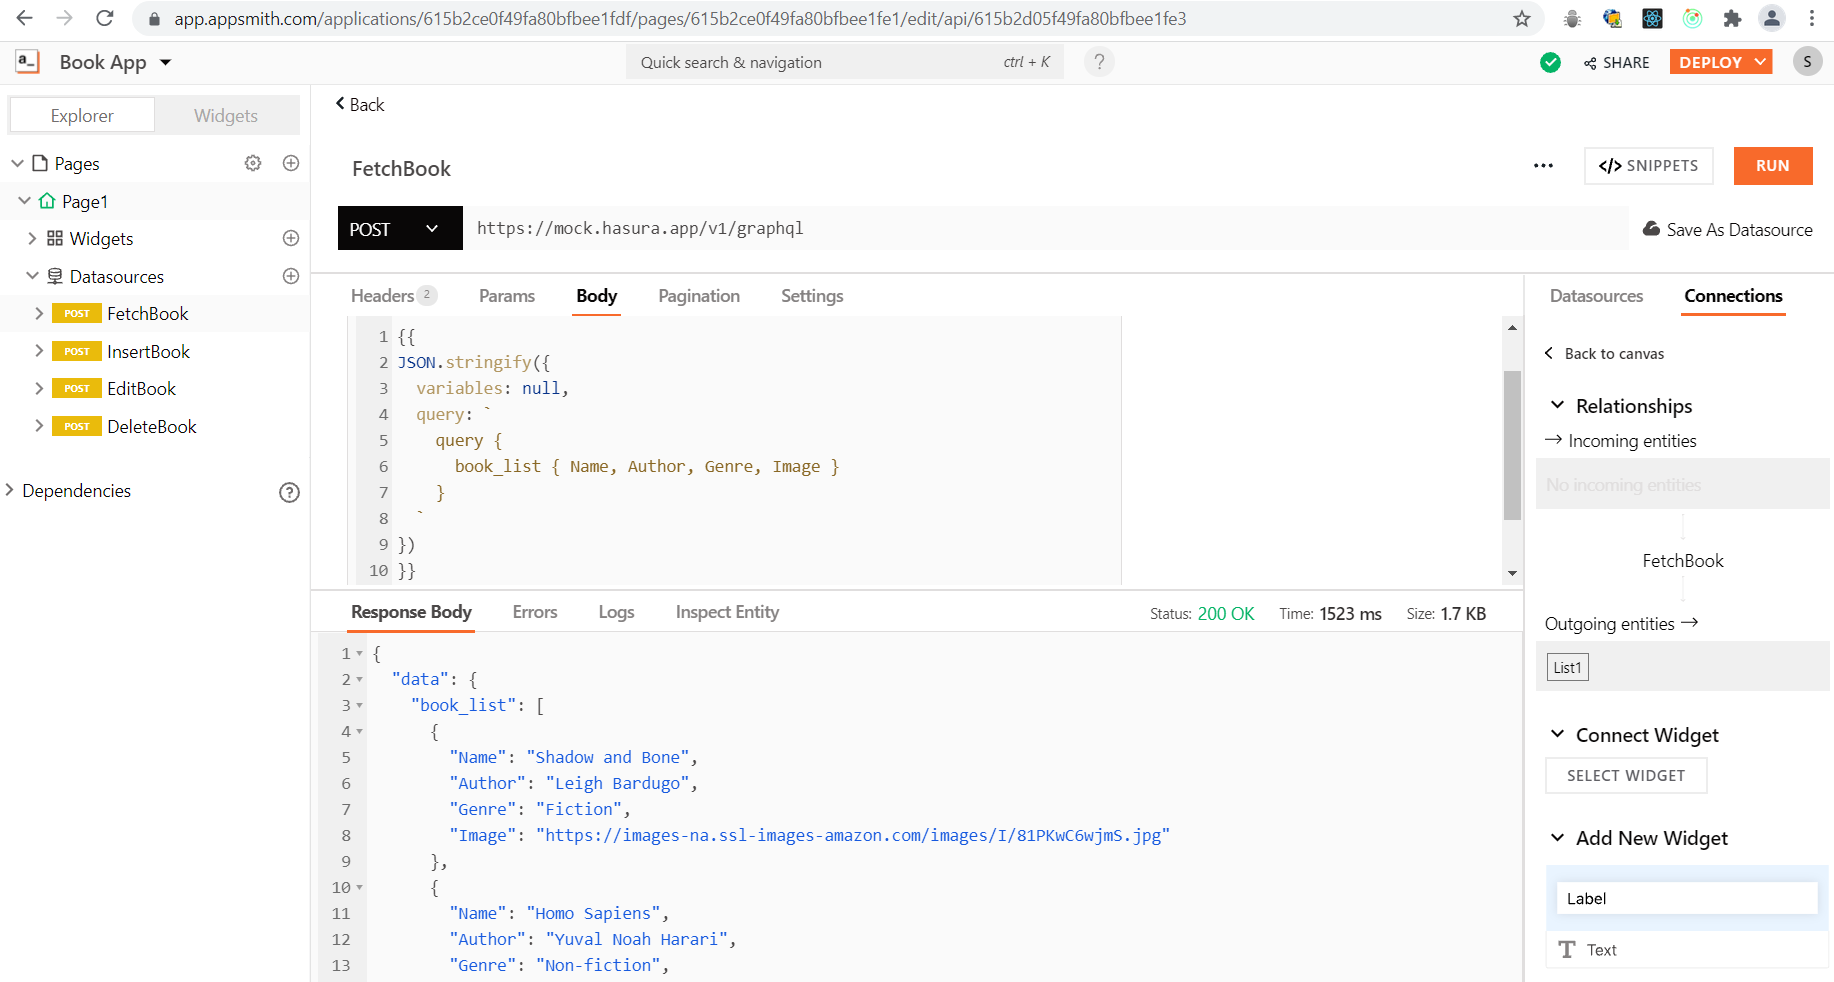 app.appsmith.com/applications/615b2ce0f49fa80bfbee1fdf/pages/615b2ce0f49fa80bfbee1fe1/edit/api/615b2d05f49fa80bfbee1fe3
a_ Book App
Quick search & navigation ctrl + K ?
SHARE DEPLOY S
Explorer Widgets
Pages
Page1
Widgets
Datasources
POST FetchBook
POST InsertBook
POST EditBook
POST DeleteBook
Dependencies ?
Back
FetchBook
</> SNIPPETS RUN
POST https://mock.hasura.app/v1/graphql
Save As Datasource
Headers 2 Params Body Pagination Settings
1 {{
2 JSON.stringify({
3 variables: null,
4 query: `
5 query {
6 book_list { Name, Author, Genre, Image }
7 }
8 `
9 })
10 }}
Response Body Errors Logs Inspect Entity
Status: 200 OK Time: 1523 ms Size: 1.7 KB
1 {
2 "data": {
3 "book_list": [
4 {
5 "Name": "Shadow and Bone",
6 "Author": "Leigh Bardugo",
7 "Genre": "Fiction",
8 "Image": "https://images-na.ssl-images-amazon.com/images/I/81PKwC6wjmS.jpg"
9 },
10 {
11 "Name": "Homo Sapiens",
12 "Author": "Yuval Noah Harari",
13 "Genre": "Non-fiction",
Datasources Connections
Back to canvas
Relationships
→ Incoming entities
No incoming entities
FetchBook
Outgoing entities →
List1
Connect Widget
SELECT WIDGET
Add New Widget
Label
T Text